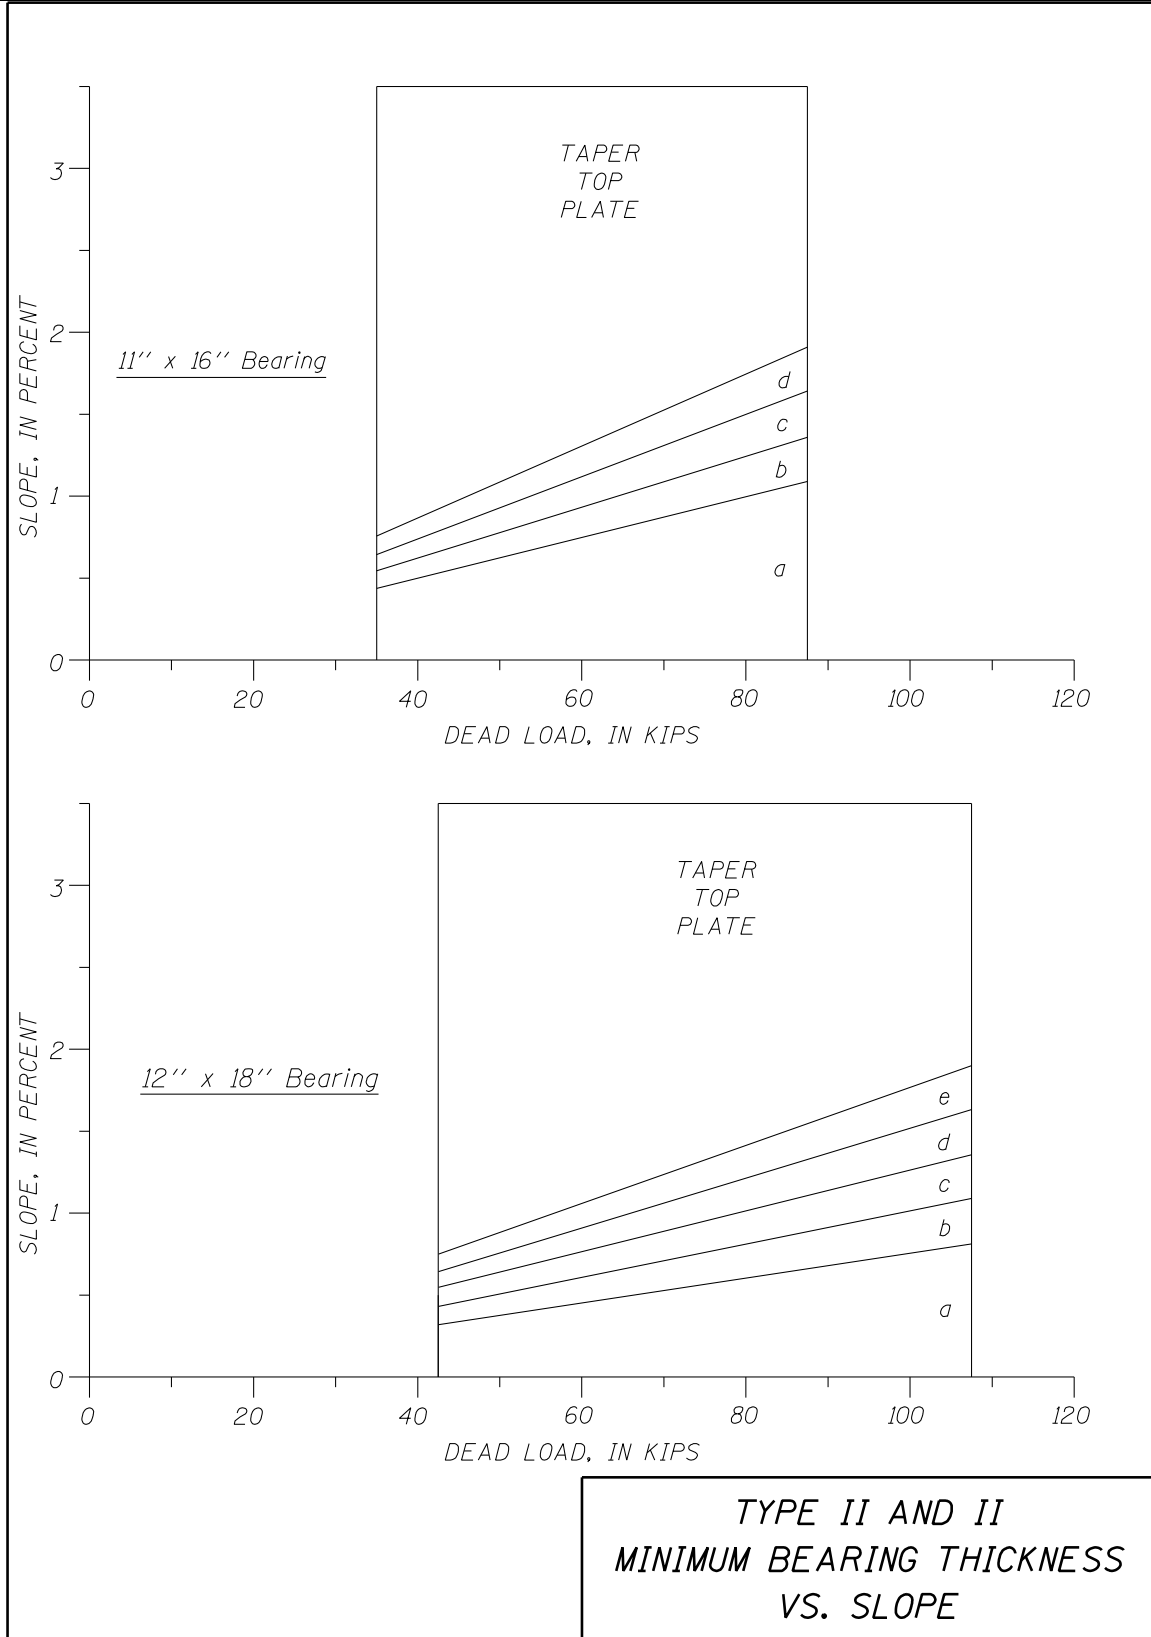 TAPER
TOP
PLATE
3
2
1
0
SLOPE, IN PERCENT
11'' x 16'' Bearing
d
c
b
a
0 20 40 60 80 100 120
DEAD LOAD, IN KIPS
TAPER
TOP
PLATE
3
2
1
0
SLOPE, IN PERCENT
12'' x 18'' Bearing
e
d
c
b
a
0 20 40 60 80 100 120
DEAD LOAD, IN KIPS
TYPE II AND II
MINIMUM BEARING THICKNESS
VS. SLOPE